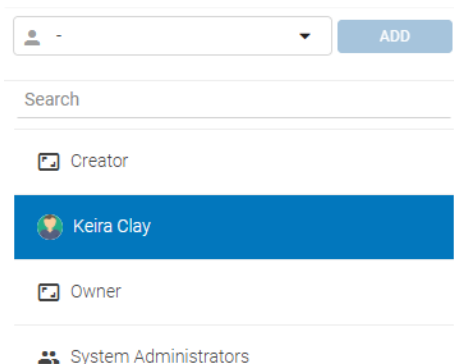 -
ADD
Search
Creator
Keira Clay
Owner
System Administrators